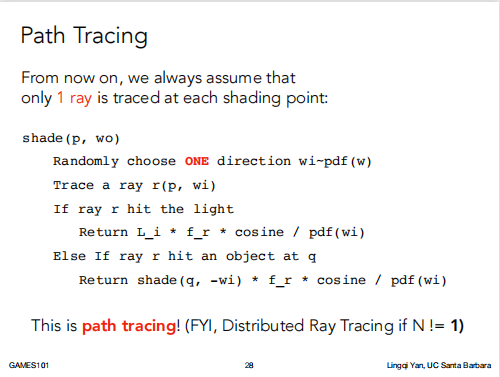 Path Tracing
From now on, we always assume that
only 1 ray is traced at each shading point:
shade(p, wo)
Randomly choose ONE direction wi~pdf(w)
Trace a ray r(p, wi)
If ray r hit the light
Return L_i * f_r * cosine / pdf(wi)
Else If ray r hit an object at q
Return shade(q, -wi) * f_r * cosine / pdf(wi)
This is path tracing! (FYI, Distributed Ray Tracing if N != 1)
GAMES101
28
Lingqi Yan, UC Santa Barbara